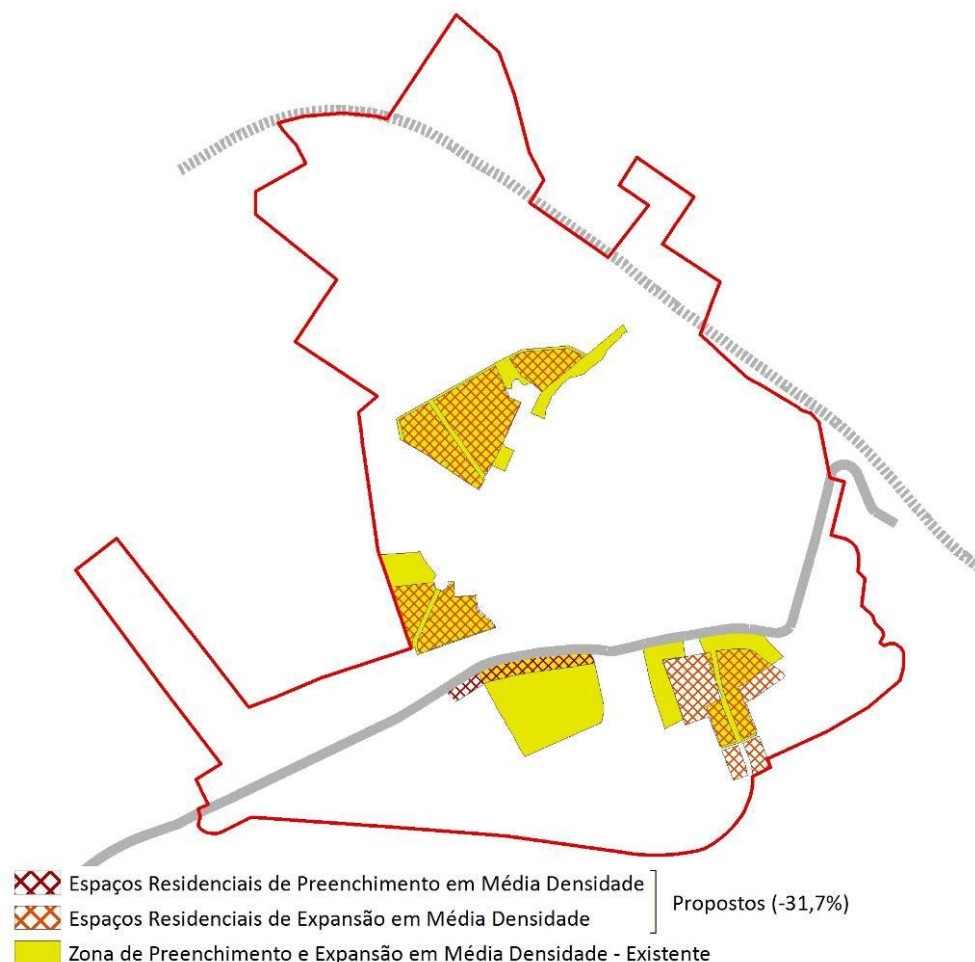 Espaços Residenciais de Preenchimento em Média Densidade
Espaços Residenciais de Expansão em Média Densidade
Propostos (-31,7%)
Zona de Preenchimento e Expansão em Média Densidade - Existente